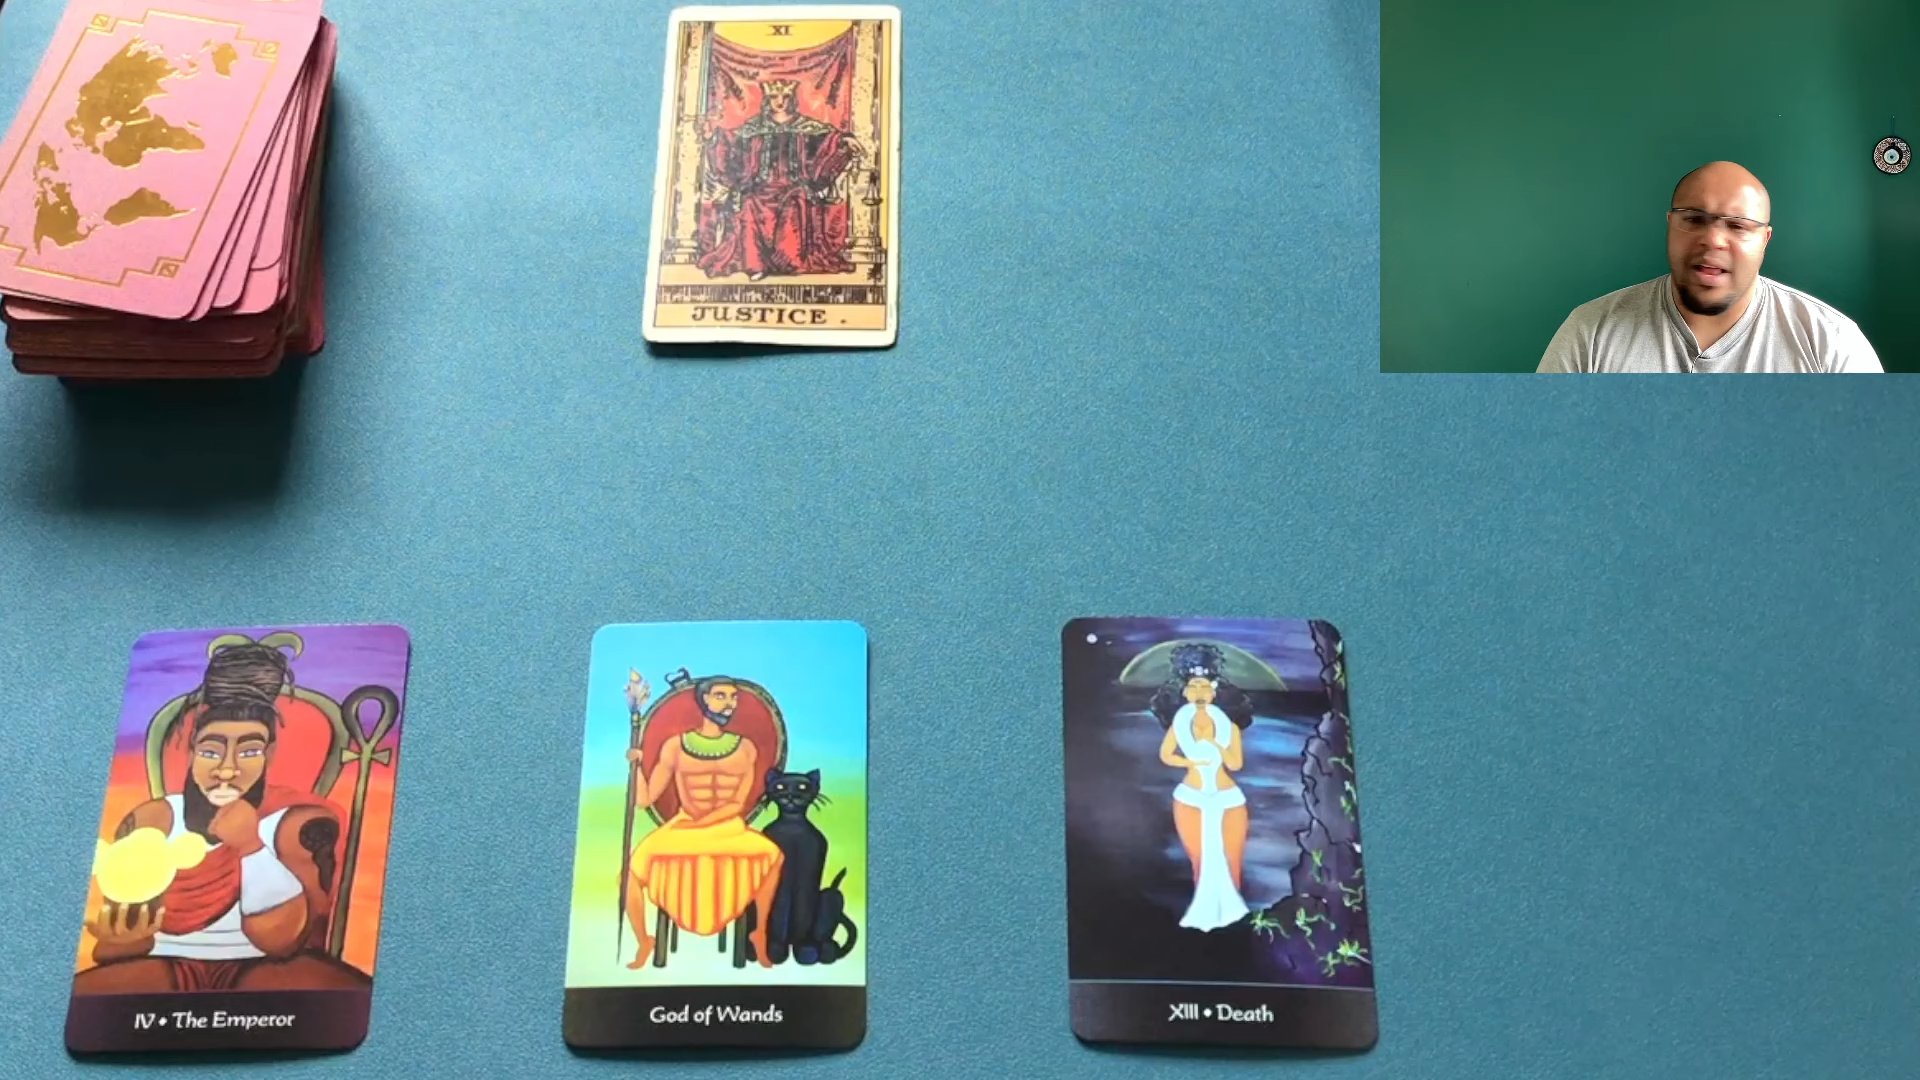 XI
JUSTICE .
IV • The Emperor
God of Wands
XIII • Death